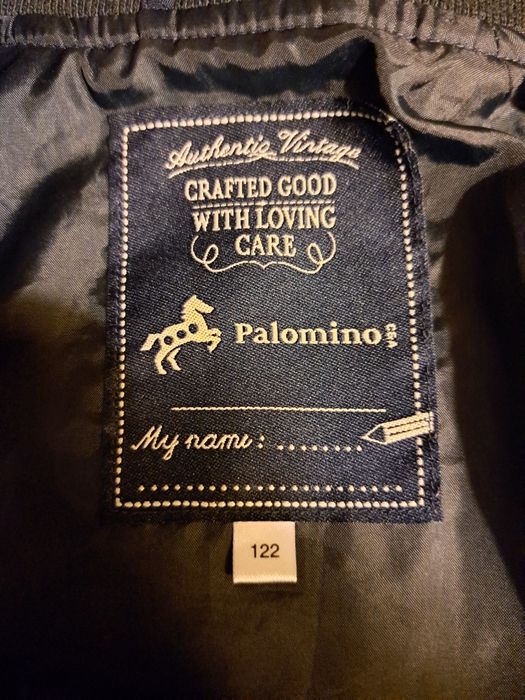 Authentic Vintage
CRAFTED GOOD
WITH LOVING
CARE
Palomino
My name : ........
122